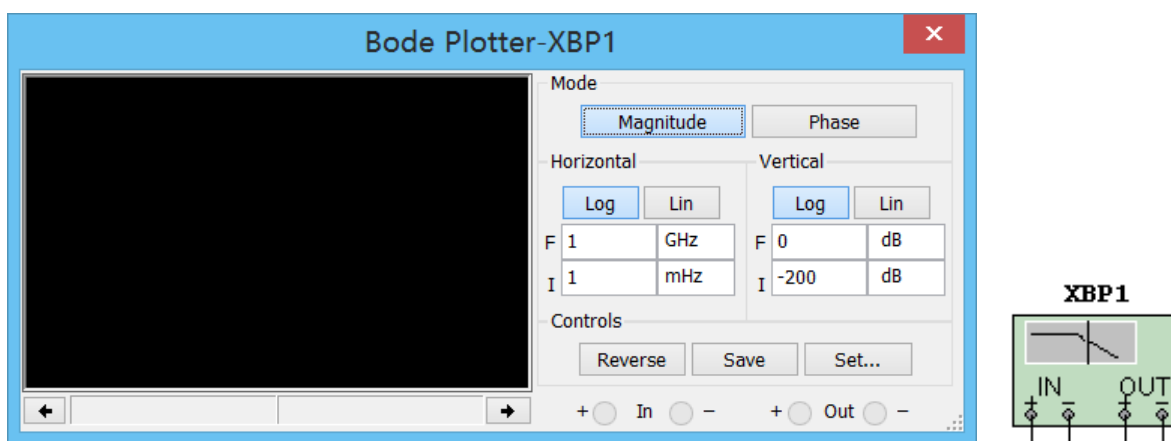 Bode Plotter-XBP1
x
Mode
Magnitude Phase
Horizontal Vertical
Log Lin Log Lin
F 1 GHz F 0 dB
I 1 mHz I -200 dB
Controls
Reverse Save Set...
+ In − + Out −
XBP1
IN OUT
+ − + −